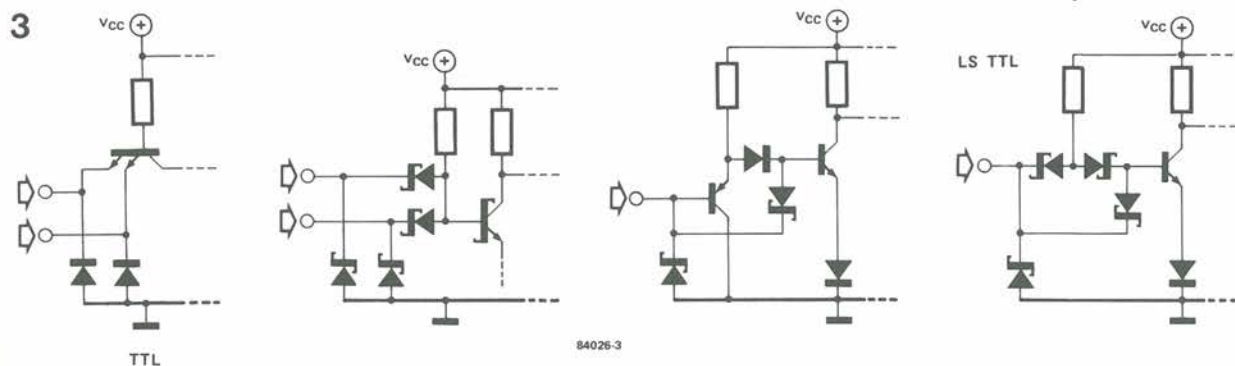 3
VCC +
VCC +
VCC +
VCC +
LS TTL
TTL
84026-3